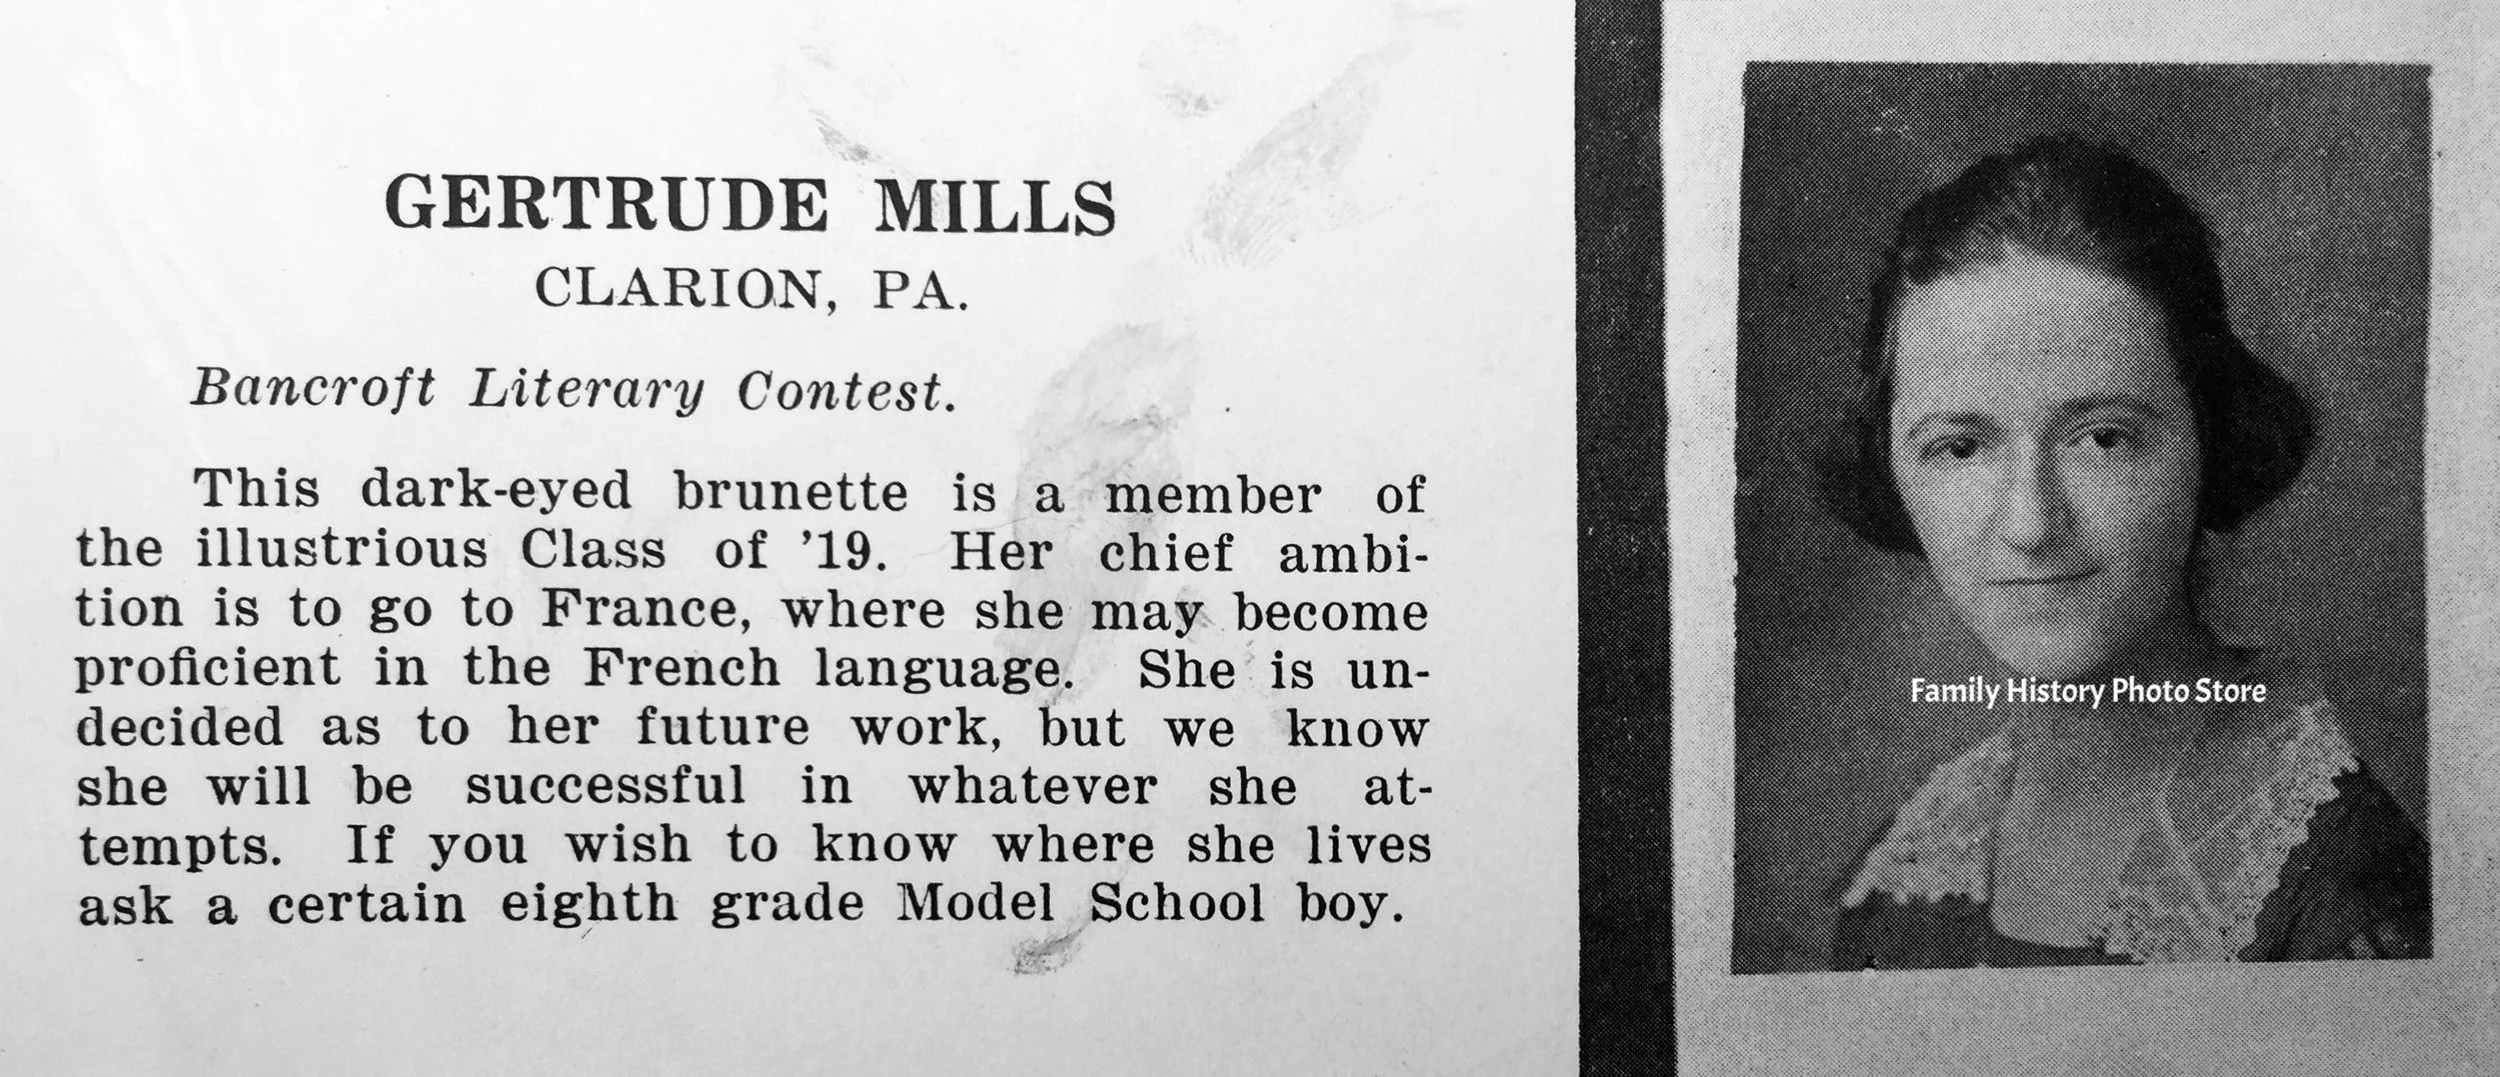 GERTRUDE MILLS
CLARION, PA.
Bancroft Literary Contest.
This dark-eyed brunette is a member of
the illustrious Class of ’19. Her chief ambi-
tion is to go to France, where she may become
proficient in the French language. She is un-
decided as to her future work, but we know
she will be successful in whatever she at-
tempts. If you wish to know where she lives
ask a certain eighth grade Model School boy.
Family History Photo Store